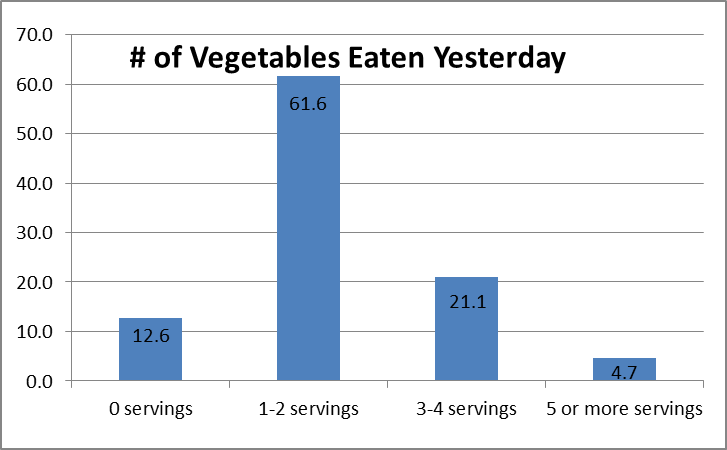 # of Vegetables Eaten Yesterday
70.0
60.0
50.0
40.0
30.0
20.0
10.0
0.0
12.6
61.6
21.1
4.7
0 servings
1-2 servings
3-4 servings
5 or more servings